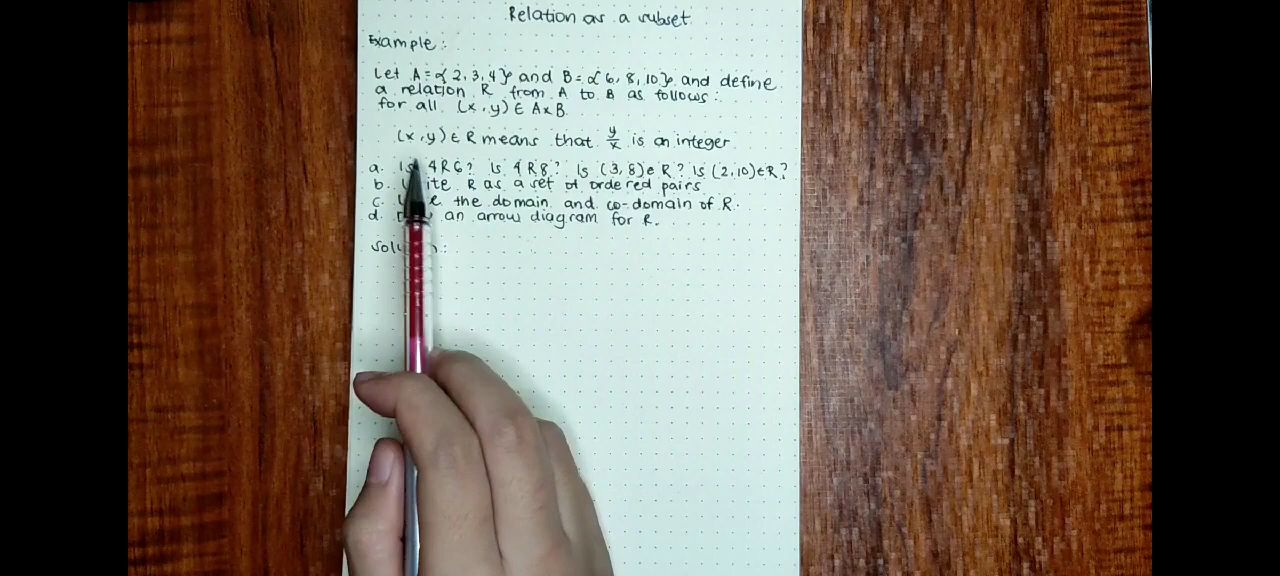 Relation as a subset
Example:
Let A = { 2, 3, 4 } and B = { 6, 8, 10 } and define
a relation R from A to B as follows:
for all (x, y) ∈ A x B
(x, y) ∈ R means that y/x is an integer
a. Is 4R6? Is 4R8? Is (3, 8) ∈ R? Is (2, 10) ∈ R?
b. R as a set of ordered pairs
c. the domain and co-domain of R.
d. an arrow diagram for R.